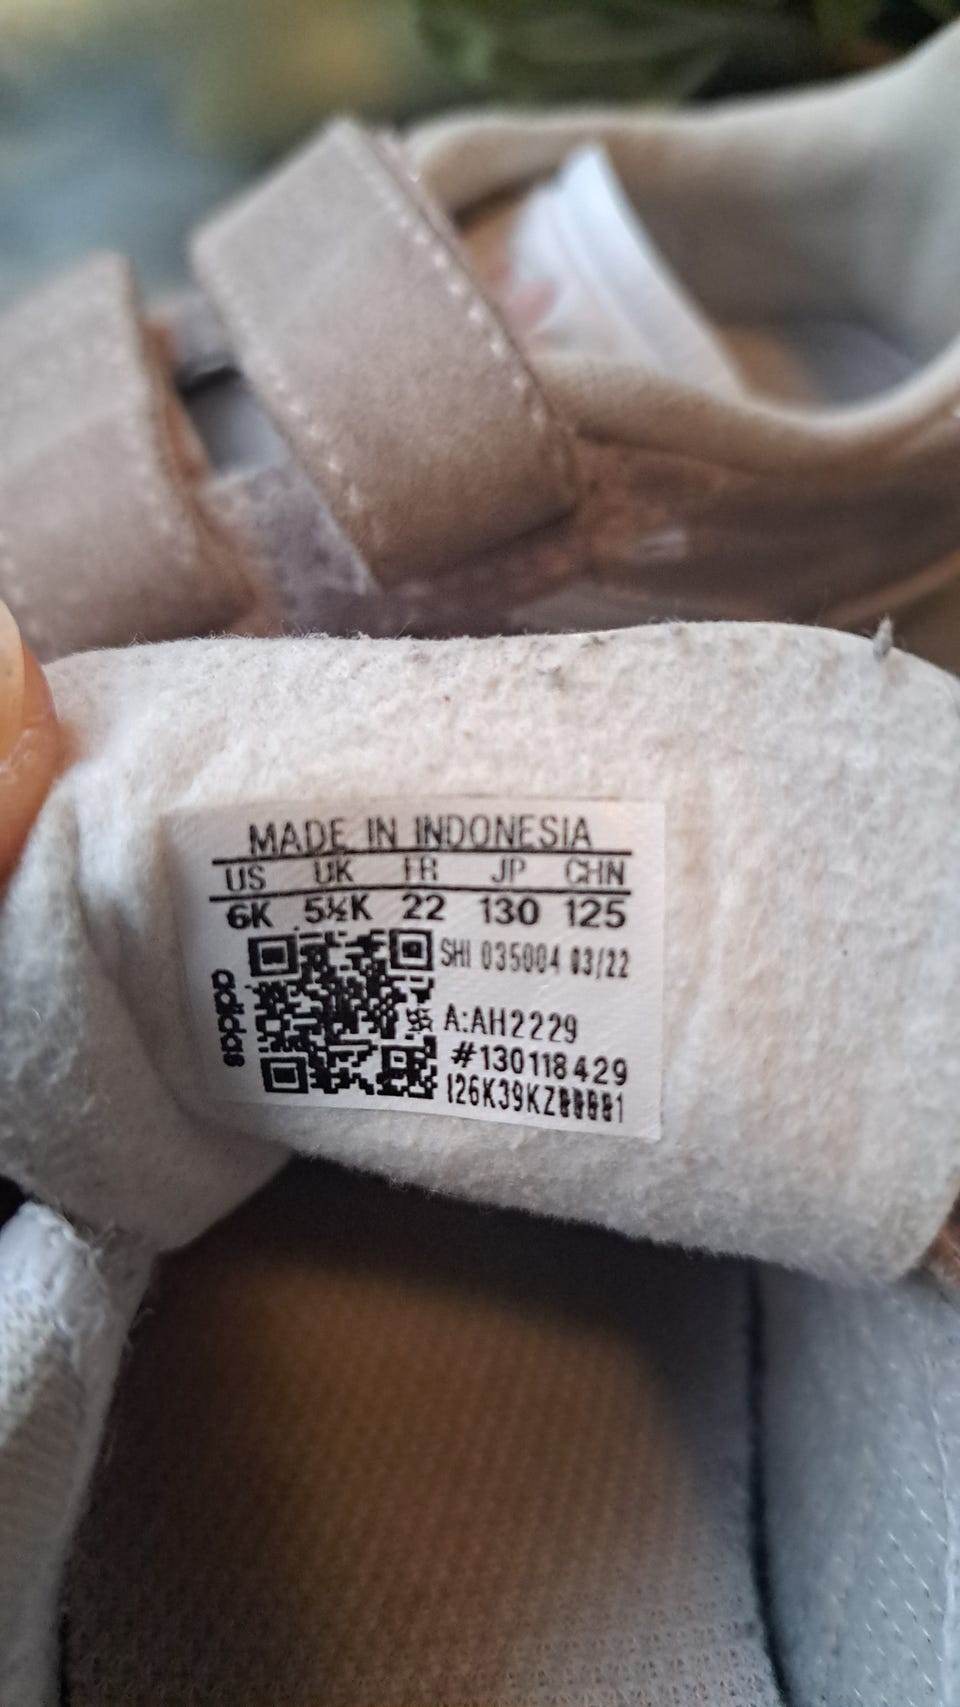 MADE IN INDONESIA
US UK FR JP CHN
6K 5½K 22 130 125
adidas
SHI 035004 03/22
A:AH2229
#130118429